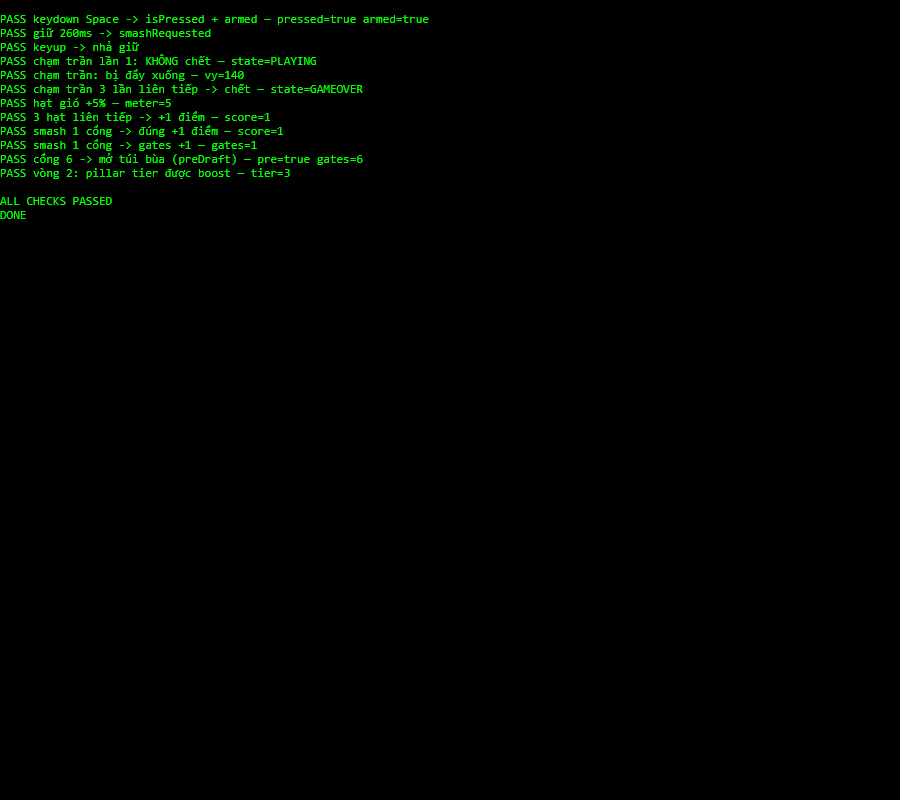 PASS keydown Space -> isPressed + armed — pressed=true armed=true
PASS giữ 260ms -> smashRequested
PASS keyup -> nhả giữ
PASS chạm trần lần 1: KHÔNG chết — state=PLAYING
PASS chạm trần: bị đẩy xuống — vy=140
PASS chạm trần 3 lần liên tiếp -> chết — state=GAMEOVER
PASS hạt gió +5% — meter=5
PASS 3 hạt liên tiếp -> +1 điểm — score=1
PASS smash 1 cổng -> đúng +1 điểm — score=1
PASS smash 1 cổng -> gates +1 — gates=1
PASS cổng 6 -> mở túi bùa (preDraft) — pre=true gates=6
PASS vòng 2: pillar tier được boost — tier=3
ALL CHECKS PASSED
DONE